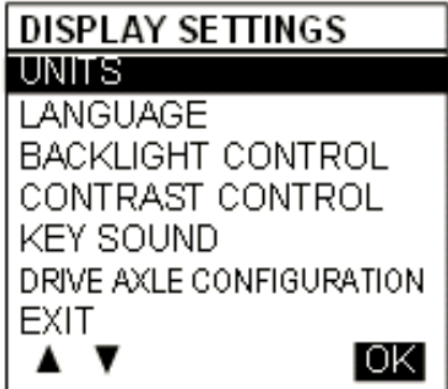 DISPLAY SETTINGS
UNITS
LANGUAGE
BACKLIGHT CONTROL
CONTRAST CONTROL
KEY SOUND
DRIVE AXLE CONFIGURATION
EXIT
▲ ▼ OK